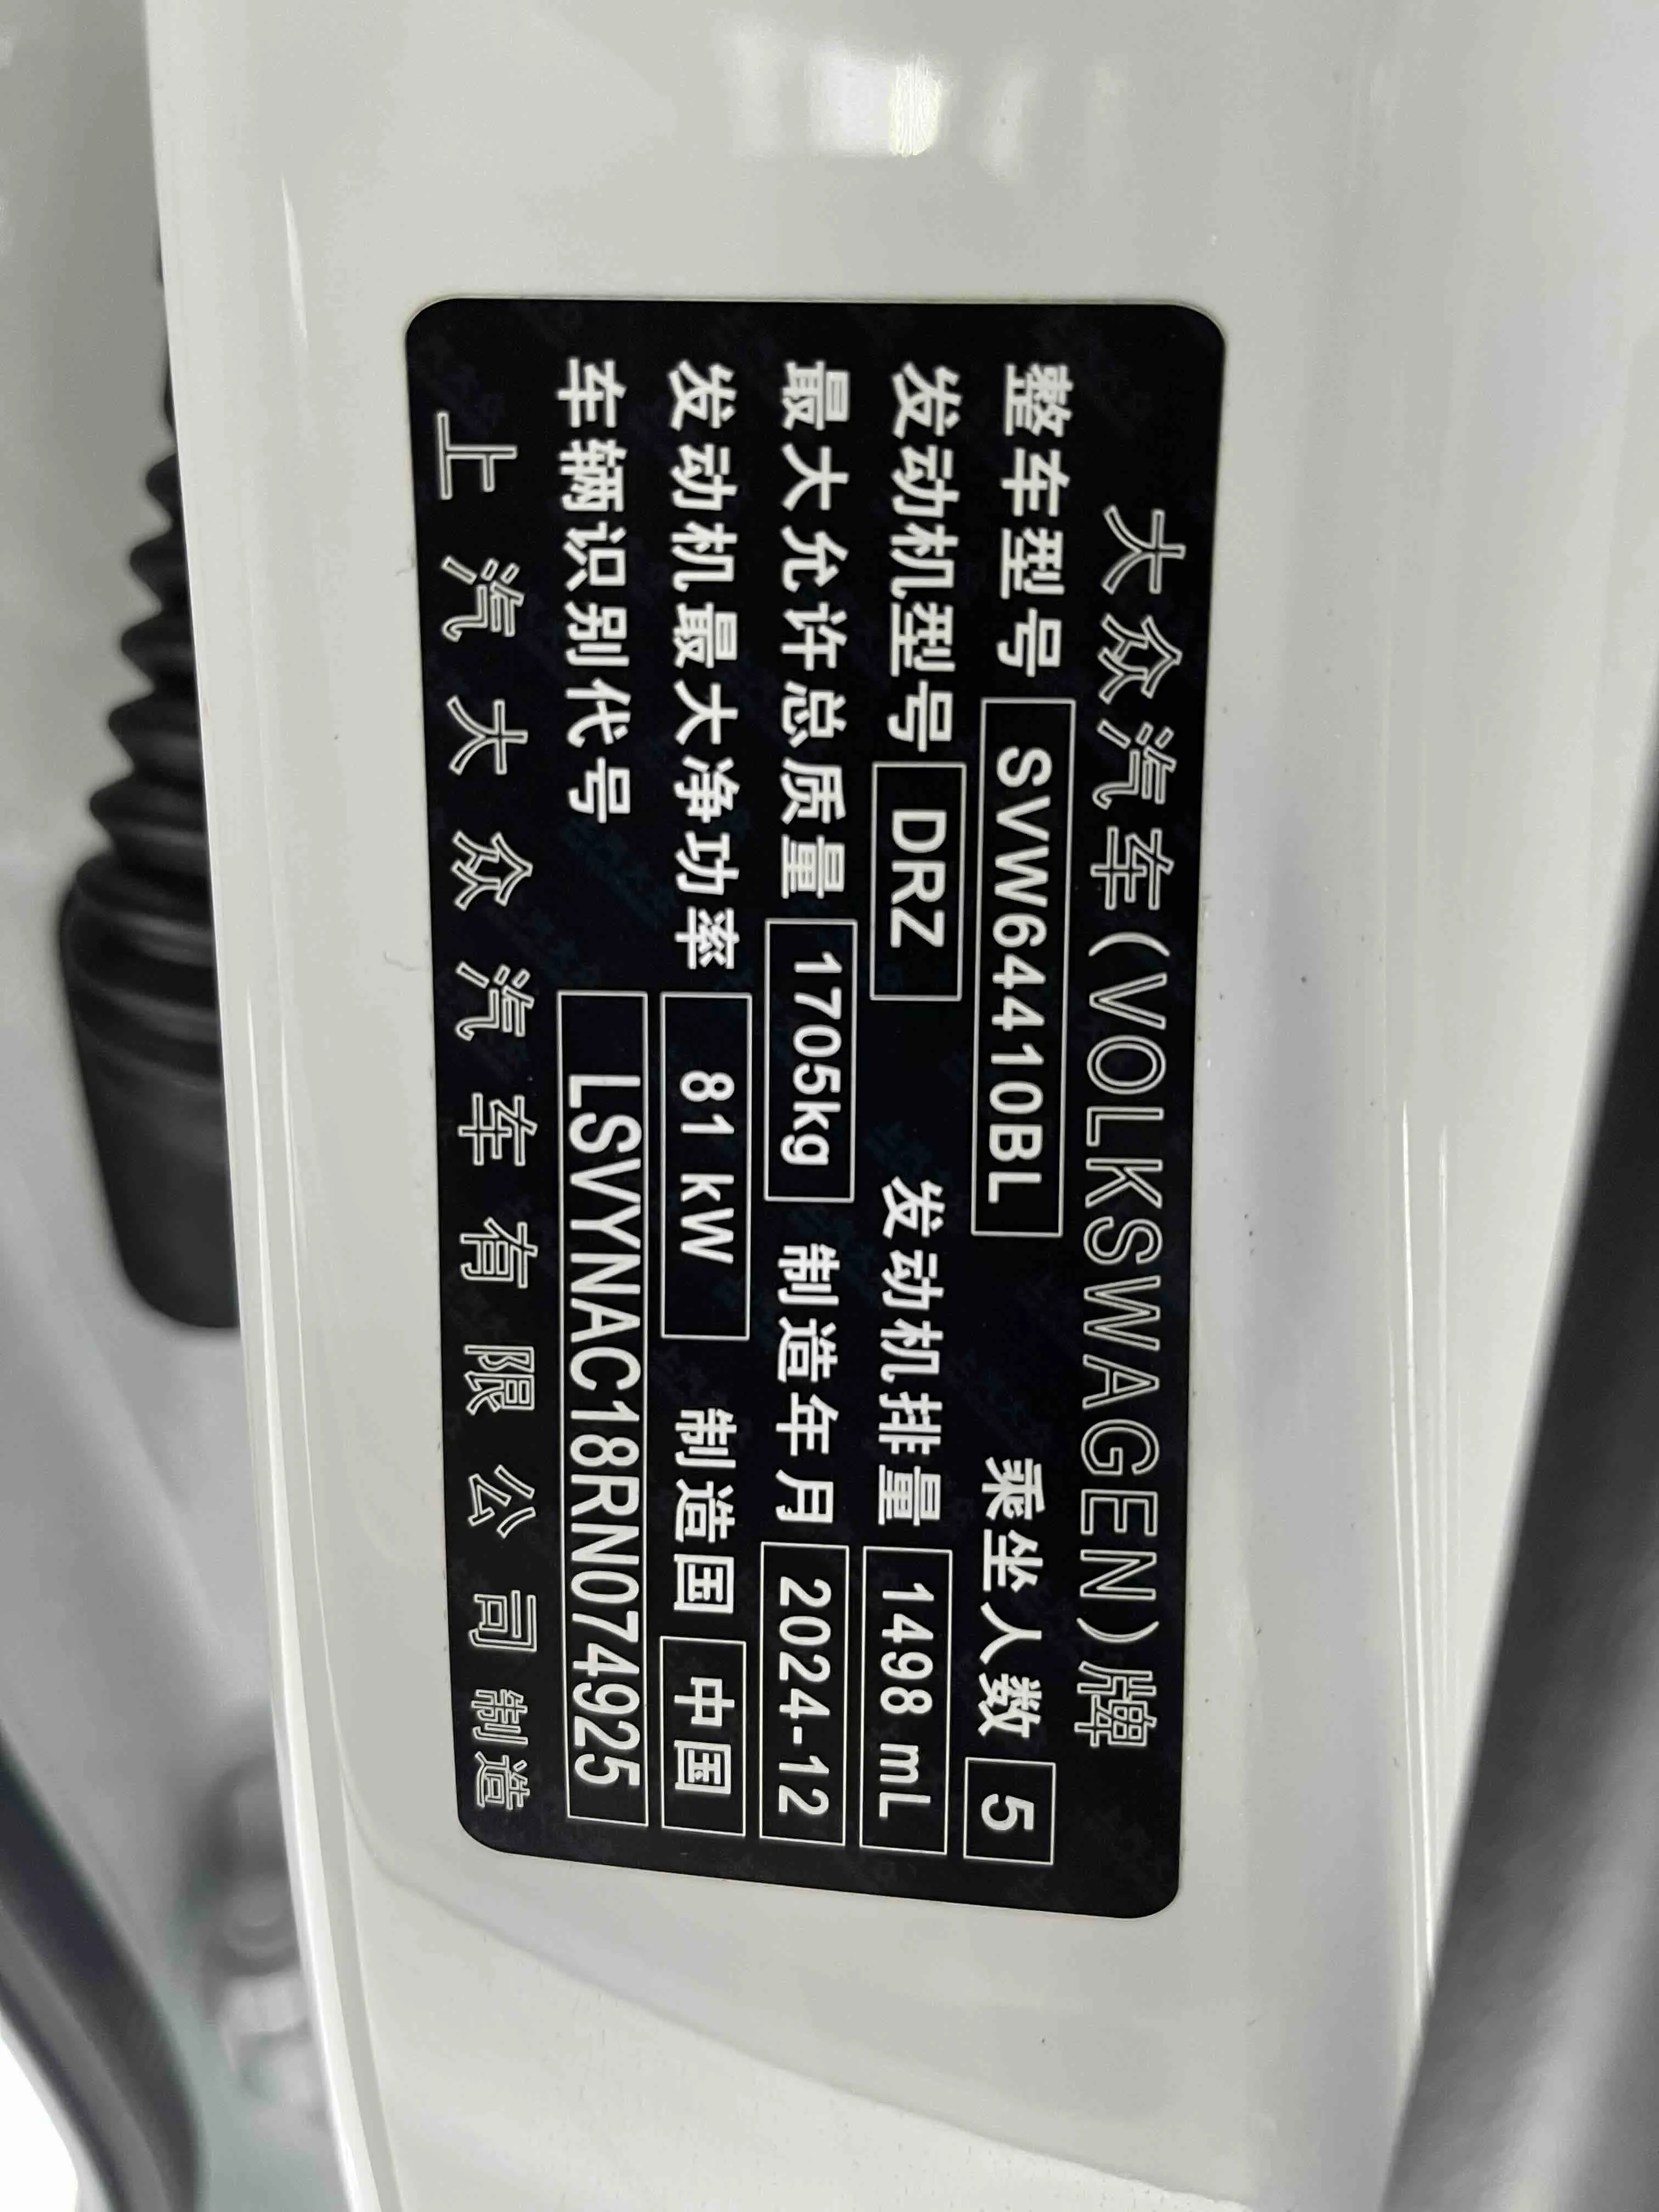 大众汽车(VOLKSWAGEN)牌
整车型号 SVW64410BL 乘坐人数 5
发动机型号 DRZ 发动机排量 1498 mL
最大允许总质量 1705kg 制造年月 2024-12
发动机最大净功率 81 kW 制造国 中国
车辆识别代号 LSVYNAC18RN074925
上汽大众汽车有限公司制造